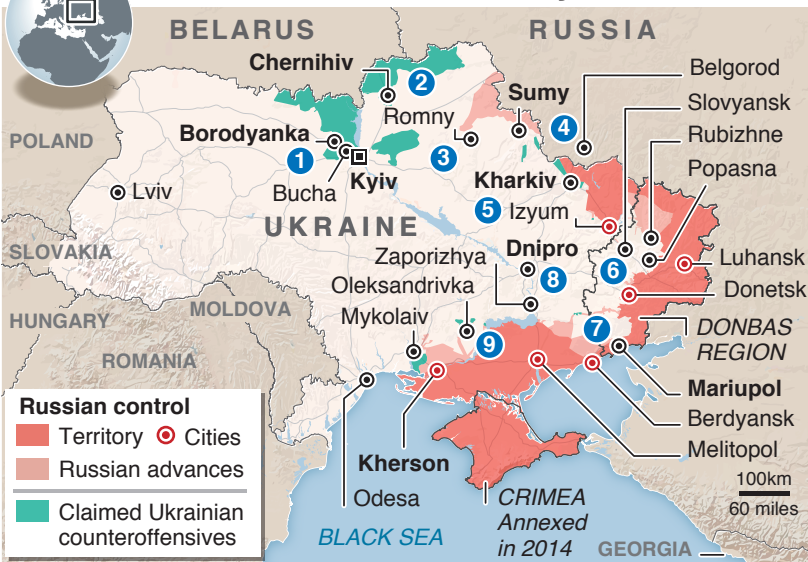 BELARUS
RUSSIA
Chernihiv
2
Belgorod
Sumy
Slovyansk
Romny
4
Rubizhne
Borodyanka
POLAND
1
3
Popasna
Bucha
Kyiv
Kharkiv
Lviv
5
Izyum
UKRAINE
SLOVAKIA
Zaporizhya
Dnipro
6
Luhansk
Oleksandrivka
8
Donetsk
MOLDOVA
HUNGARY
Mykolaiv
9
7
DONBAS
REGION
ROMANIA
Mariupol
Russian control
Territory
Cities
Berdyansk
Russian advances
Kherson
Melitopol
Odesa
Claimed Ukrainian
counteroffensives
BLACK SEA
CRIMEA
Annexed
in 2014
100km
60 miles
GEORGIA